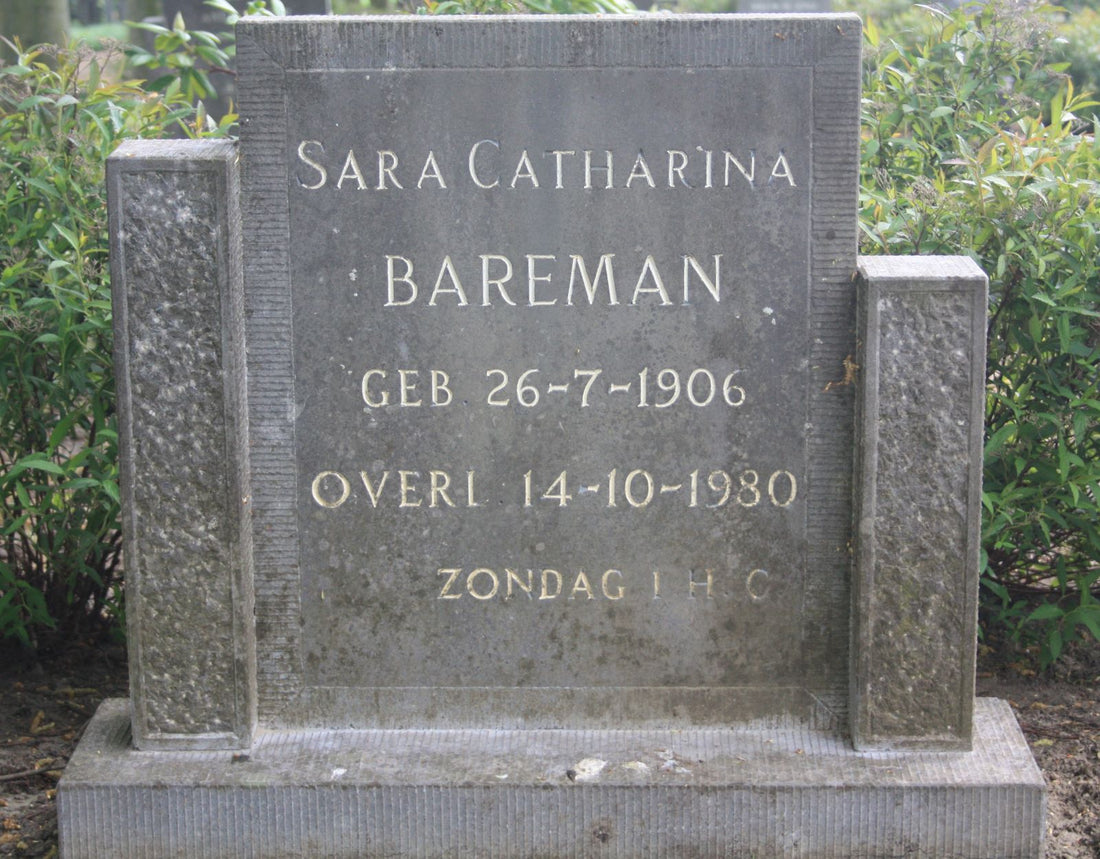 SARA CATHARINA
BAREMAN
GEB 26-7-1906
OVERL 14-10-1980
ZONDAG 1 H.C